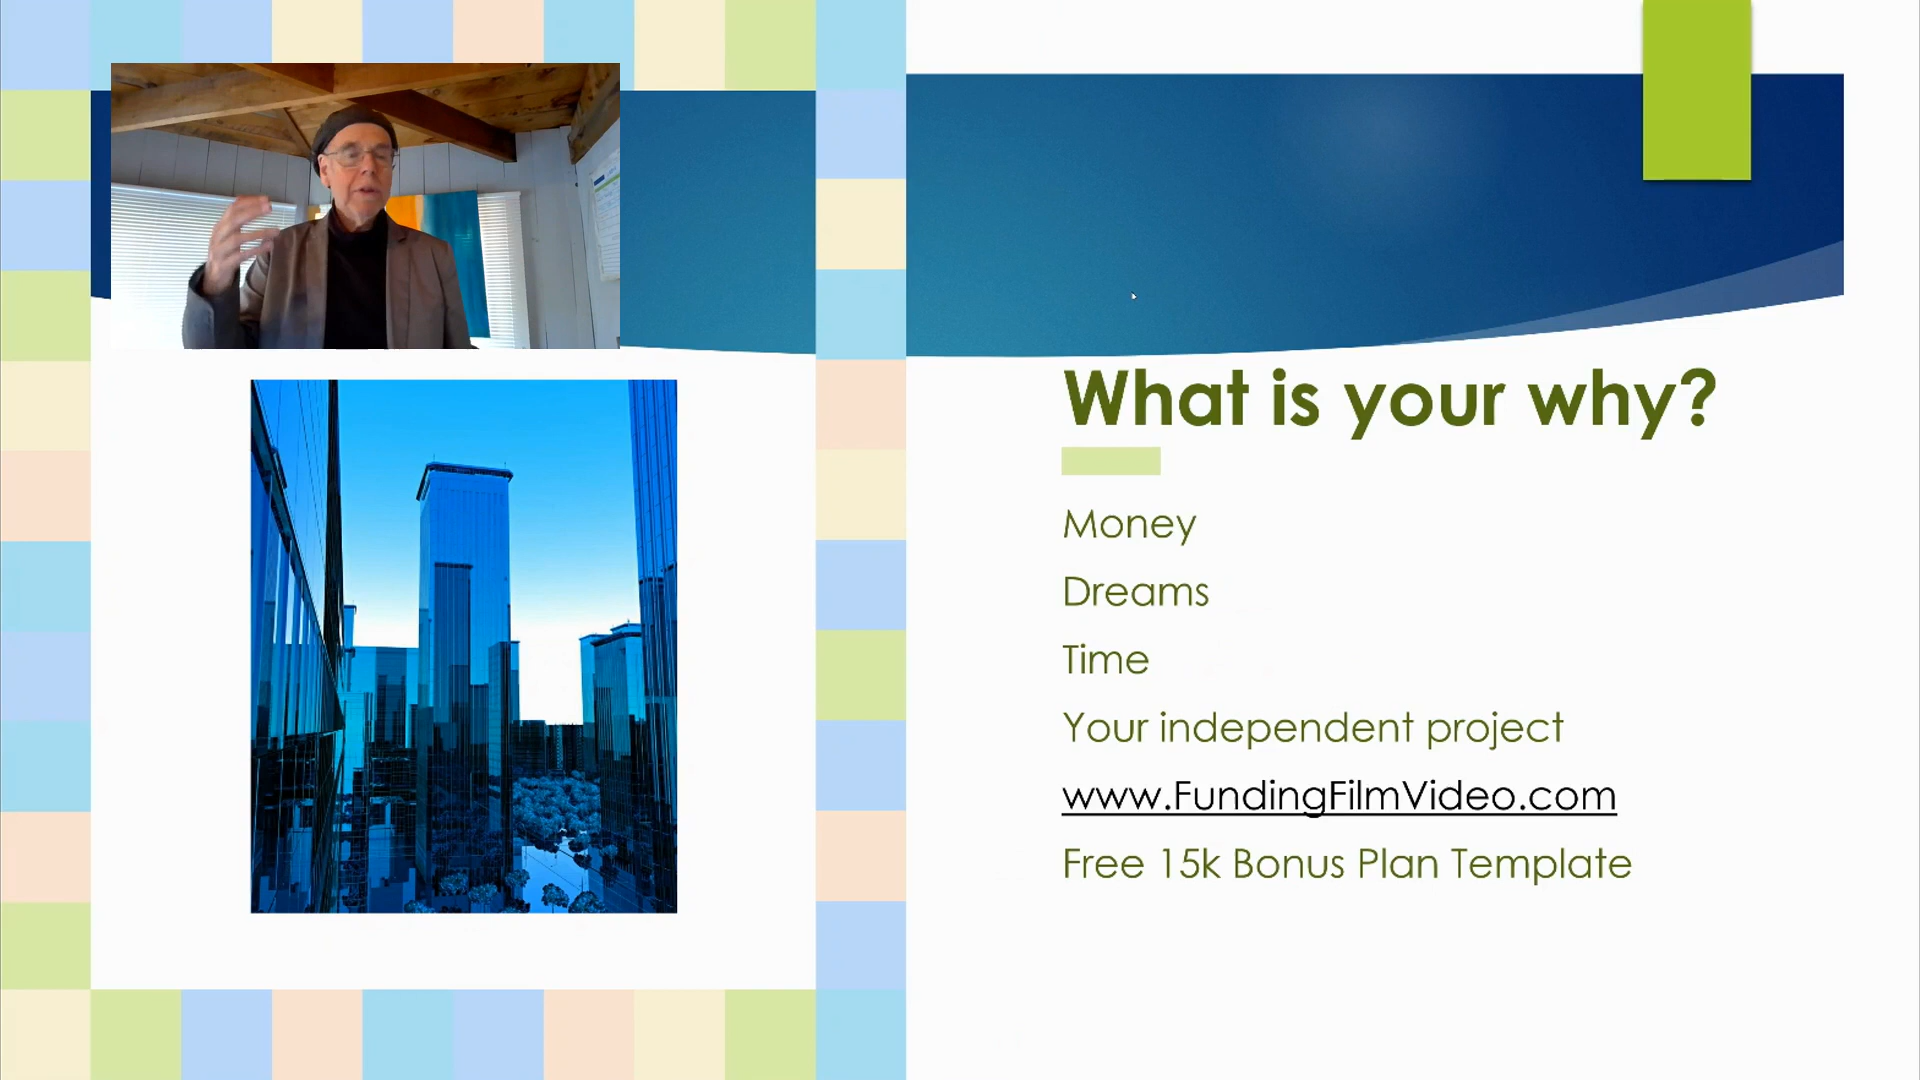 What is your why?
Money
Dreams
Time
Your independent project
www.FundingFilmVideo.com
Free 15k Bonus Plan Template